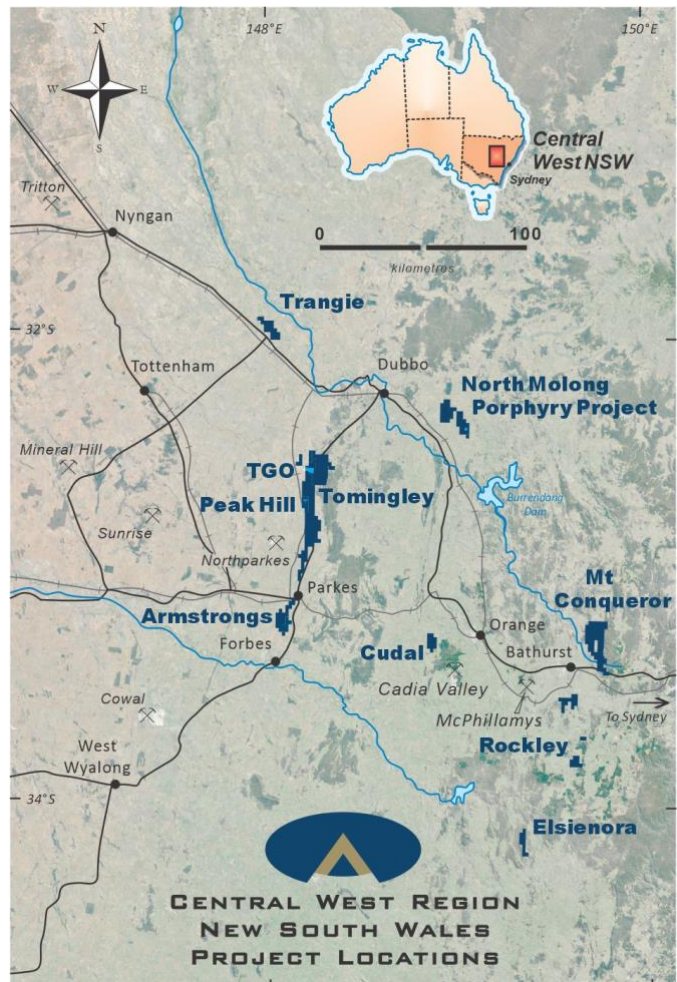 148°E
150°E
N
W
E
S
Central
West NSW
Sydney
Tritton
Nyngan
0
100
kilometres
Trangie
32°S
Tottenham
Dubbo
North Molong
Porphyry Project
Mineral Hill
TGO
Tomingley
Peak Hill
Burrendong
Dam
Sunrise
Northparkes
Mt
Conqueror
Parkes
Armstrongs
Orange
Forbes
Cudal
Bathurst
Cadia Valley
Cowal
McPhillamys
To Sydney
West
Wyalong
Rockley
34°S
Elsienora
Central West Region
New South Wales
Project Locations